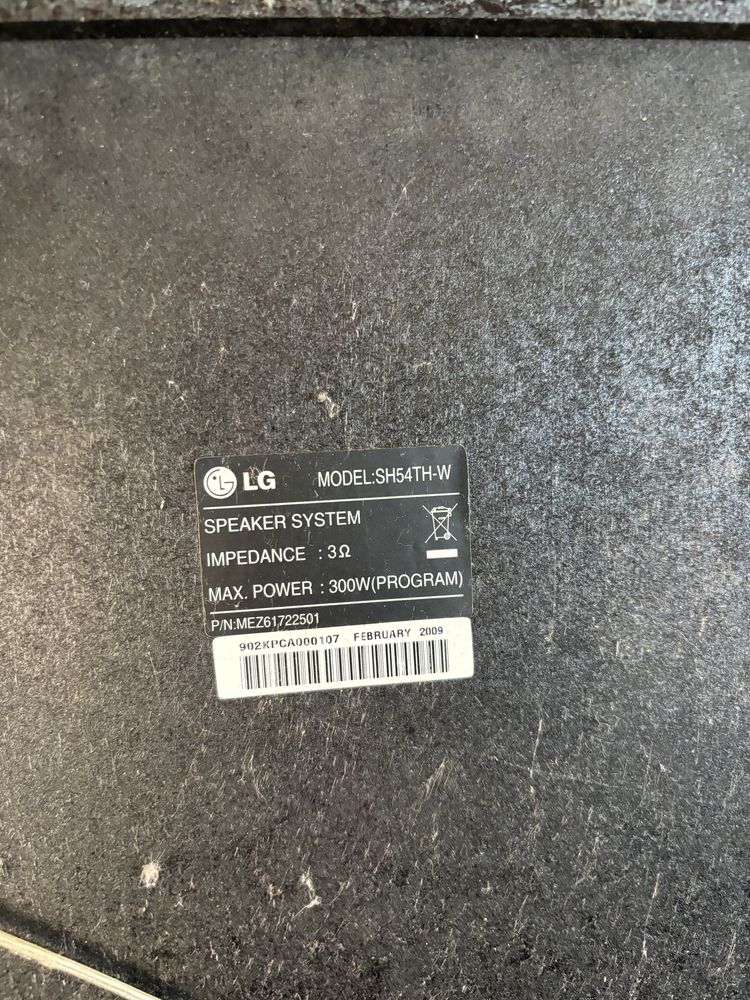 LG MODEL:SH54TH-W
SPEAKER SYSTEM
IMPEDANCE : 3Ω
MAX. POWER : 300W(PROGRAM)
P/N:MEZ61722501
902KPCA000107 FEBRUARY 2009